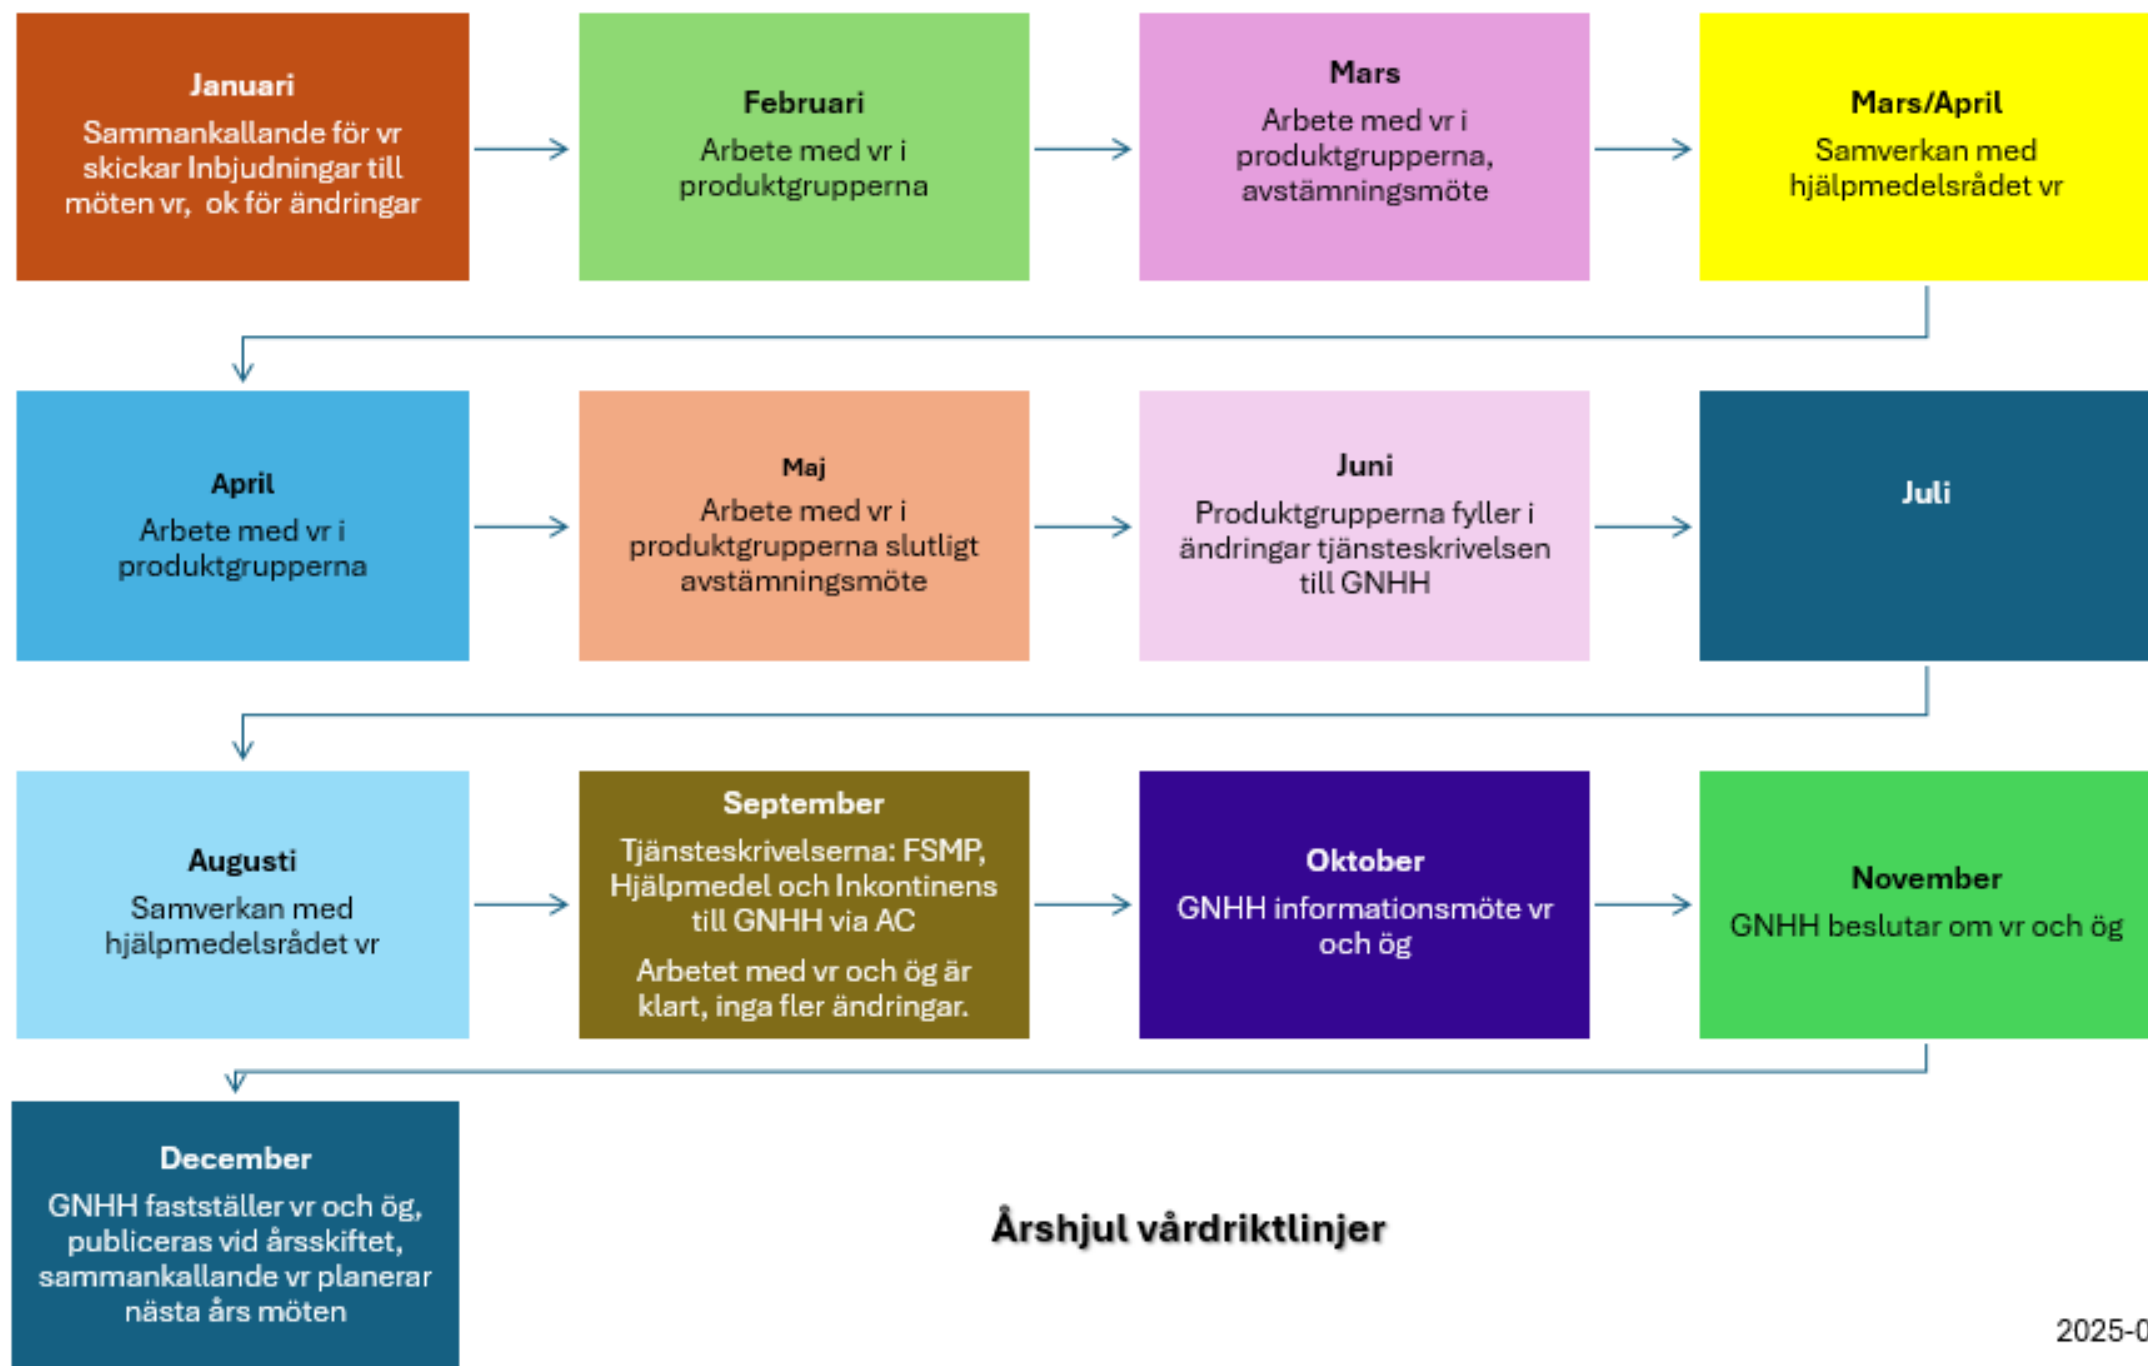 Januari
Sammankallande för vr
skickar Inbjudningar till
möten vr, ok för ändringar
Februari
Arbete med vr i
produktgrupperna
Mars
Arbete med vr i
produktgrupperna,
avstämningsmöte
Mars/April
Samverkan med
hjälpmedelsrådet vr
April
Arbete med vr i
produktgrupperna
Maj
Arbete med vr i
produktgrupperna slutligt
avstämningsmöte
Juni
Produktgrupperna fyller i
ändringar tjänsteskrivelsen
till GNHH
Juli
Augusti
Samverkan med
hjälpmedelsrådet vr
September
Tjänsteskrivelserna: FSMP,
Hjälpmedel och Inkontinens
till GNHH via AC
Arbetet med vr och ög är
klart, inga fler ändringar.
Oktober
GNHH informationsmöte vr
och ög
November
GNHH beslutar om vr och ög
December
GNHH fastställer vr och ög,
publiceras vid årsskiftet,
sammankallande vr planerar
nästa års möten
Årshjul vårdriktlinjer
2025-0